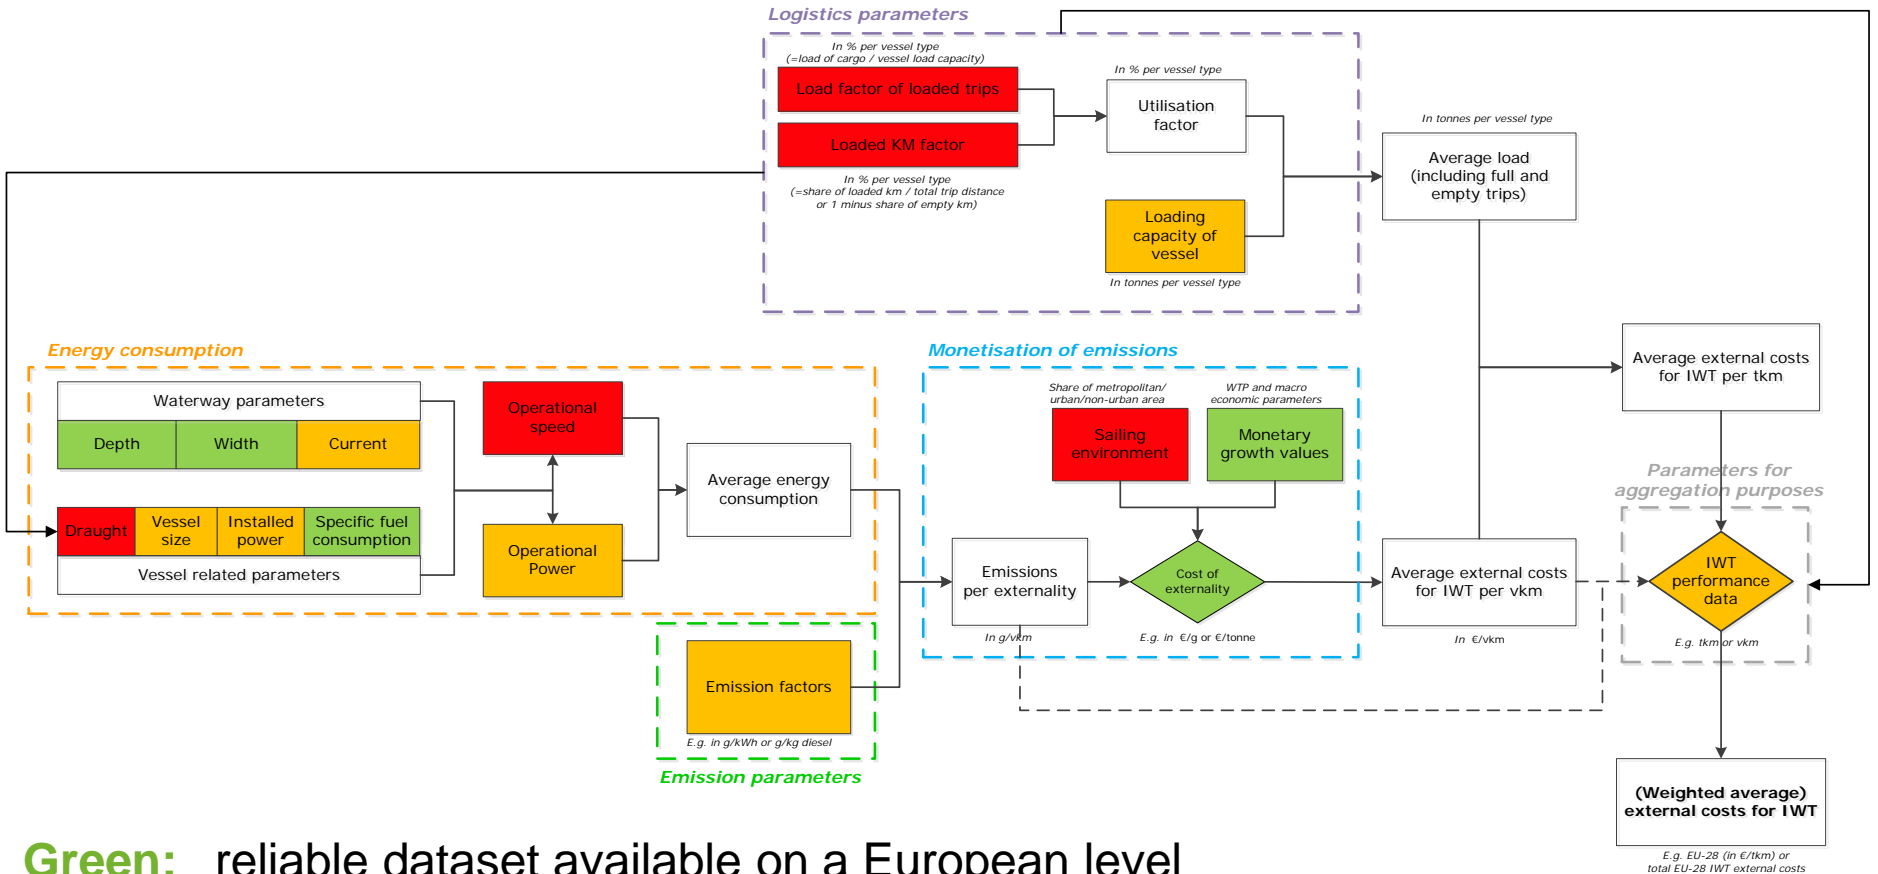 Logistics parameters
In % per vessel type
(=load of cargo / vessel load capacity)
Load factor of loaded trips
Loaded KM factor
In % per vessel type
(=share of loaded km / total trip distance
or 1 minus share of empty km)
In % per vessel type
Utilisation
factor
Loading
capacity of
vessel
In tonnes per vessel type
In tonnes per vessel type
Average load
(including full and
empty trips)
Energy consumption
Waterway parameters
Depth
Width
Current
Draught
Vessel
size
Installed
power
Specific fuel
consumption
Vessel related parameters
Operational
speed
Operational
Power
Average energy
consumption
Emission factors
E.g. in g/kWh or g/kg diesel
Emission parameters
Monetisation of emissions
Share of metropolitan/
urban/non-urban area
Sailing
environment
WTP and macro
economic parameters
Monetary
growth values
Emissions
per externality
In g/vkm
Cost of
externality
E.g. in €/g or €/tonne
Average external costs
for IWT per vkm
In €/vkm
Average external costs
for IWT per tkm
Parameters for
aggregation purposes
IWT
performance
data
E.g. tkm or vkm
(Weighted average)
external costs for IWT
E.g. EU-28 (in €/tkm) or
total EU-28 IWT external costs
Green: reliable dataset available on a European level